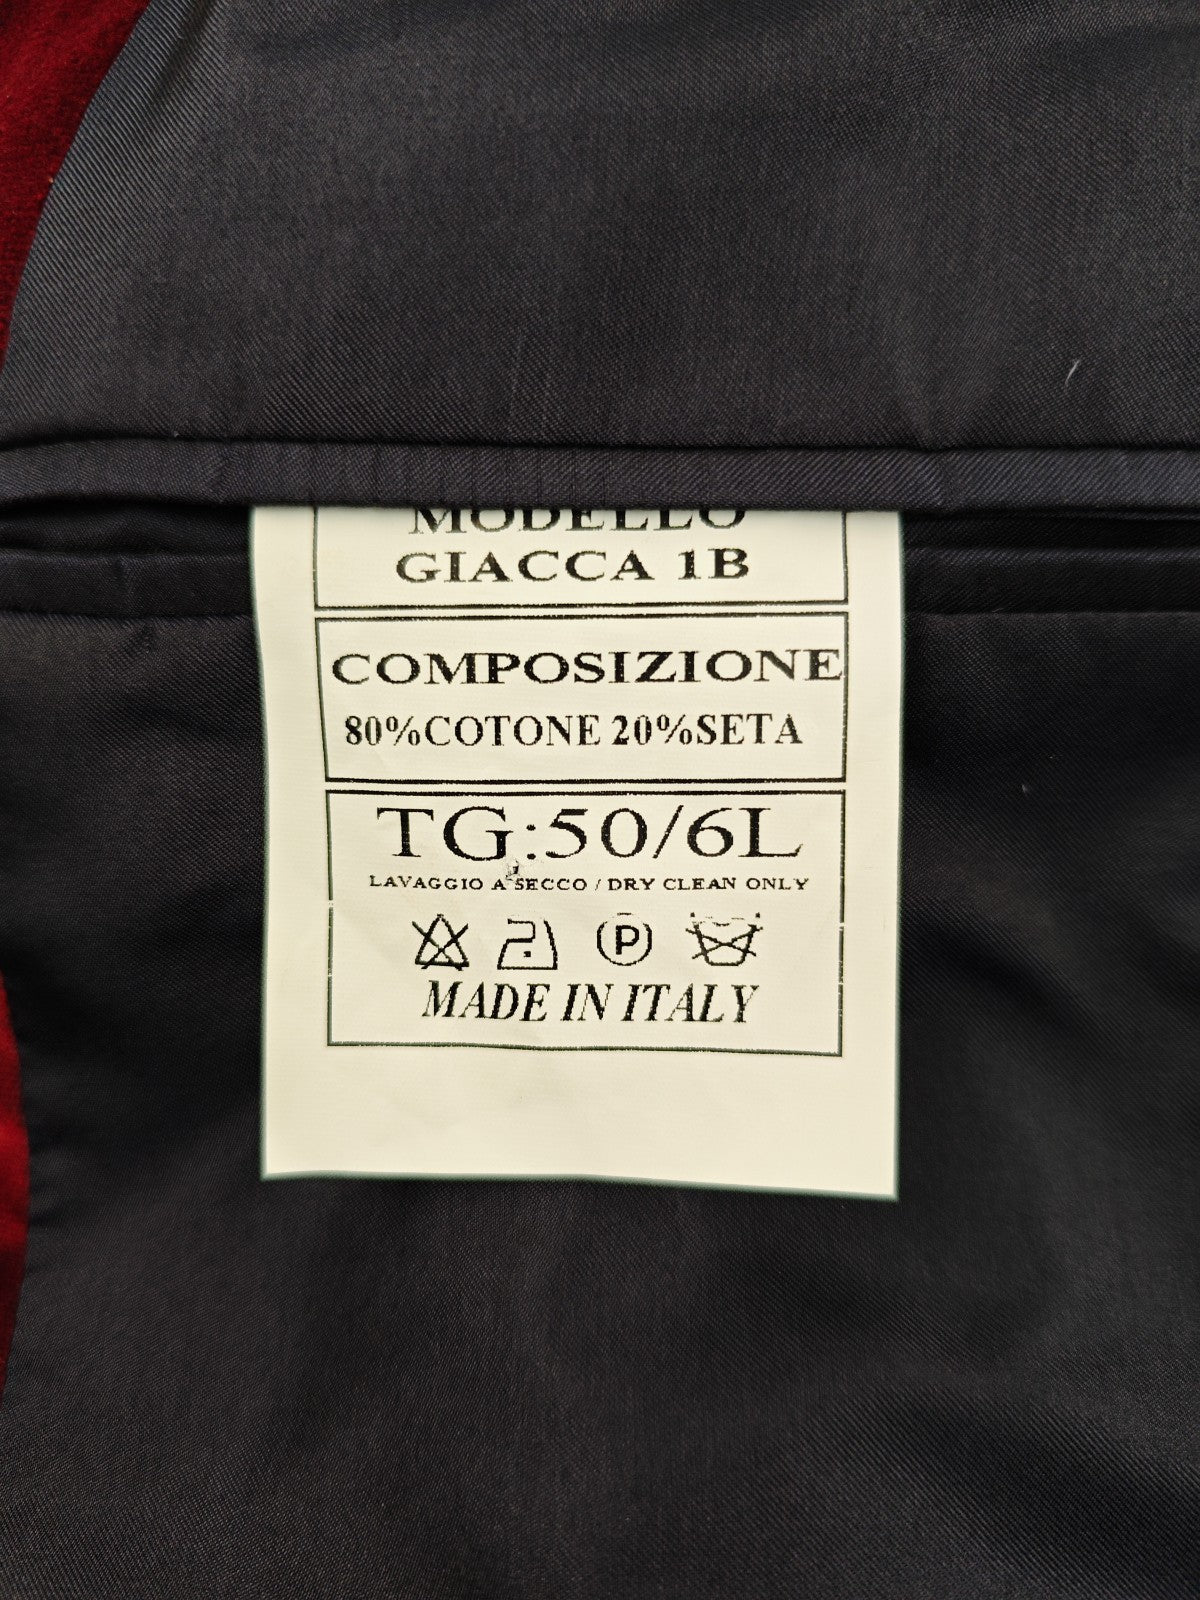 MODELLO
GIACCA 1B
COMPOSIZIONE
80%COTONE 20%SETA
TG:50/6L
LAVAGGIO A SECCO / DRY CLEAN ONLY
P
MADE IN ITALY